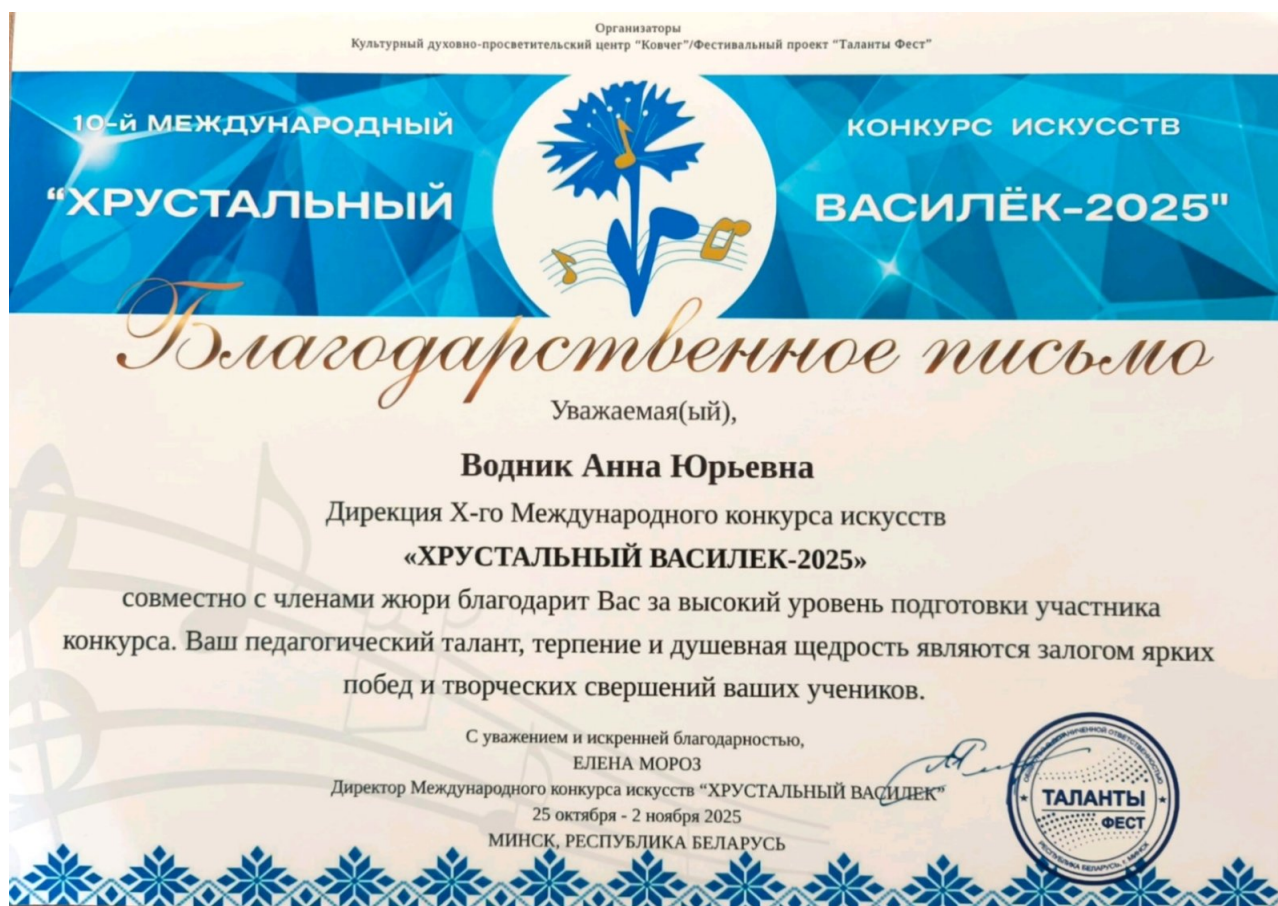 Организаторы
Культурный духовно-просветительский центр “Ковчег”/Фестивальный проект “Таланты Фест”
10-й МЕЖДУНАРОДНЫЙ
КОНКУРС ИСКУССТВ
“ХРУСТАЛЬНЫЙ
ВАСИЛЁК-2025"
Благодарственное письмо
Уважаемая(ый),
Водник Анна Юрьевна
Дирекция X-го Международного конкурса искусств
«ХРУСТАЛЬНЫЙ ВАСИЛЕК-2025»
совместно с членами жюри благодарит Вас за высокий уровень подготовки участника
конкурса. Ваш педагогический талант, терпение и душевная щедрость являются залогом ярких
побед и творческих свершений ваших учеников.
С уважением и искренней благодарностью,
ЕЛЕНА МОРОЗ
Директор Международного конкурса искусств “ХРУСТАЛЬНЫЙ ВАСИЛЕК”
25 октября - 2 ноября 2025
МИНСК, РЕСПУБЛИКА БЕЛАРУСЬ
ОТВЕТСТВЕННОСТЬЮ
ТАЛАНТЫ
ФЕСТ
РЕСПУБЛИКА БЕЛАРУСЬ, г. МИНСК